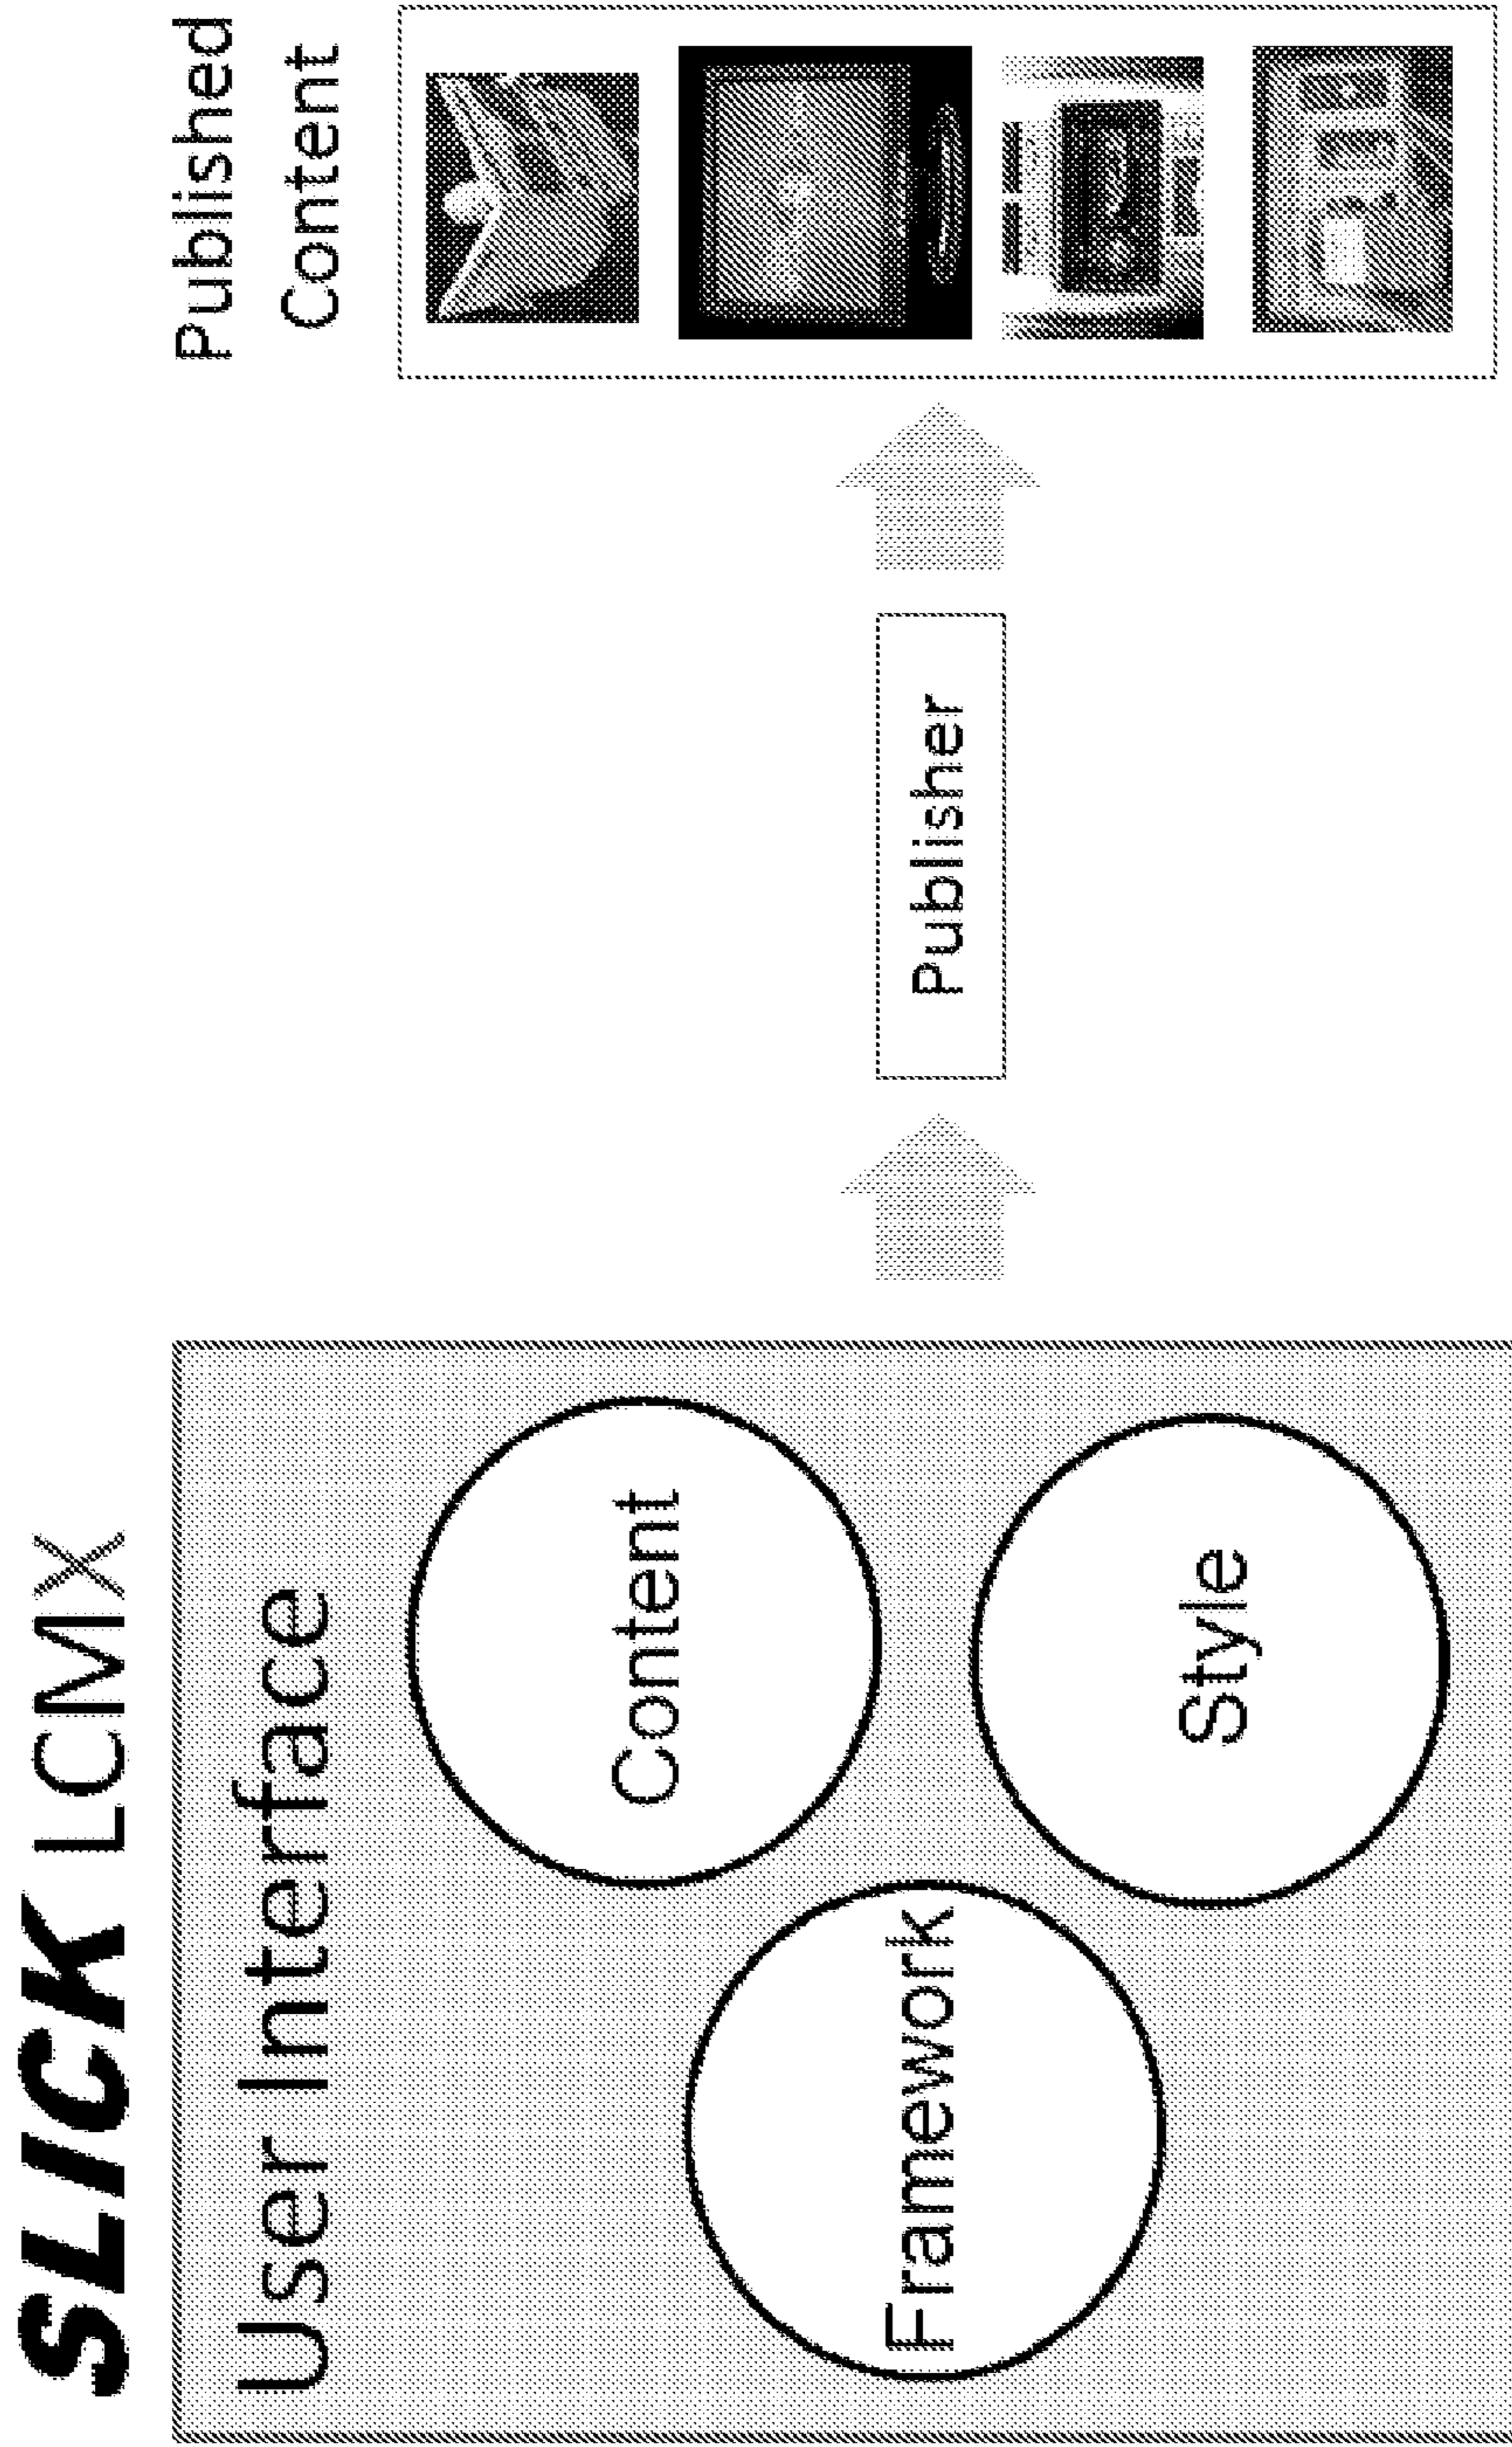 SLICK LCMX
User Interface
Framework
Content
Style
Publisher
Published
Content